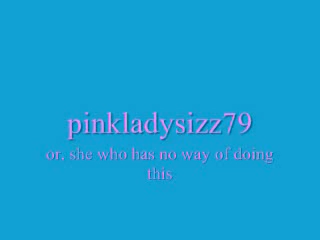 pinkladysizz79
or, she who has no way of doing
this